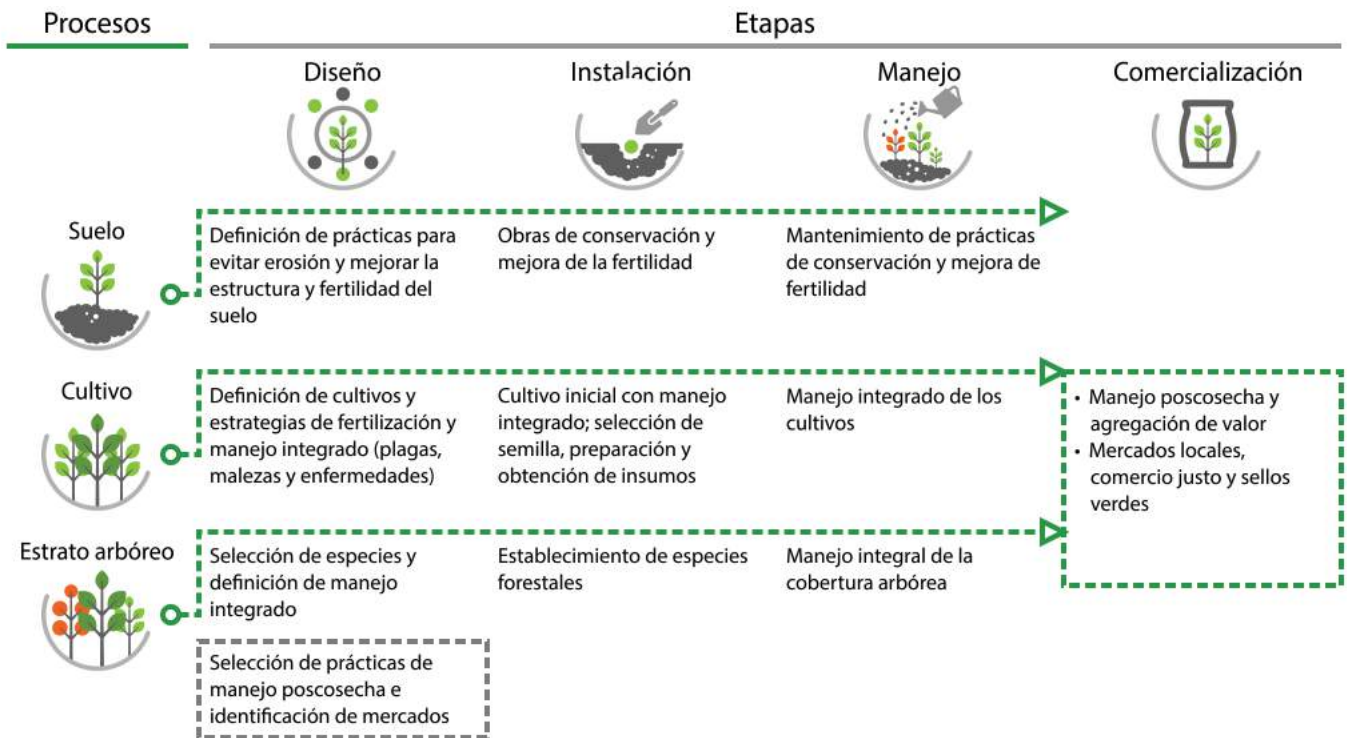 Procesos
Etapas
Diseño
Instalación
Manejo
Comercialización
Suelo
Definición de prácticas para
evitar erosión y mejorar la
estructura y fertilidad del
suelo
Obras de conservación y
mejora de la fertilidad
Mantenimiento de prácticas
de conservación y mejora de
fertilidad
Cultivo
Definición de cultivos y
estrategias de fertilización y
manejo integrado (plagas,
malezas y enfermedades)
Cultivo inicial con manejo
integrado; selección de
semilla, preparación y
obtención de insumos
Manejo integrado de los
cultivos
• Manejo poscosecha y
agregación de valor
• Mercados locales,
comercio justo y sellos
verdes
Estrato arbóreo
Selección de especies y
definición de manejo
integrado
Establecimiento de especies
forestales
Manejo integral de la
cobertura arbórea
Selección de prácticas de
manejo poscosecha e
identificación de mercados